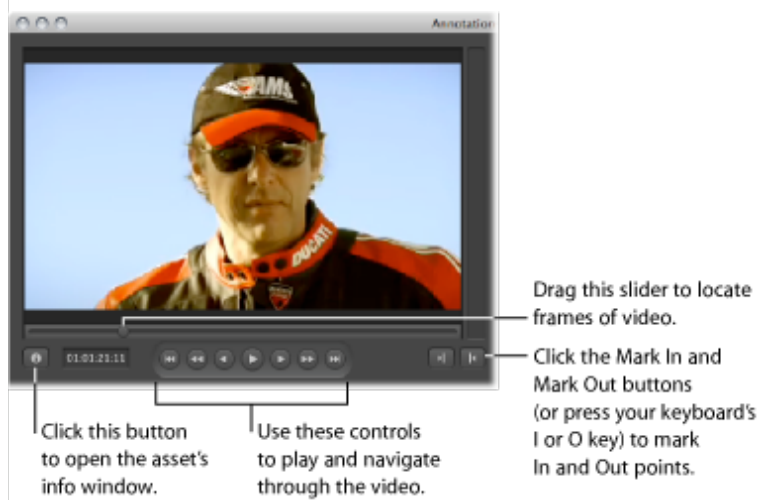 Annotation
AMS
DUCATI
Drag this slider to locate
frames of video.
01:01:21:11
Click the Mark In and
Mark Out buttons
(or press your keyboard's
I or O key) to mark
In and Out points.
Click this button
to open the asset's
info window.
Use these controls
to play and navigate
through the video.